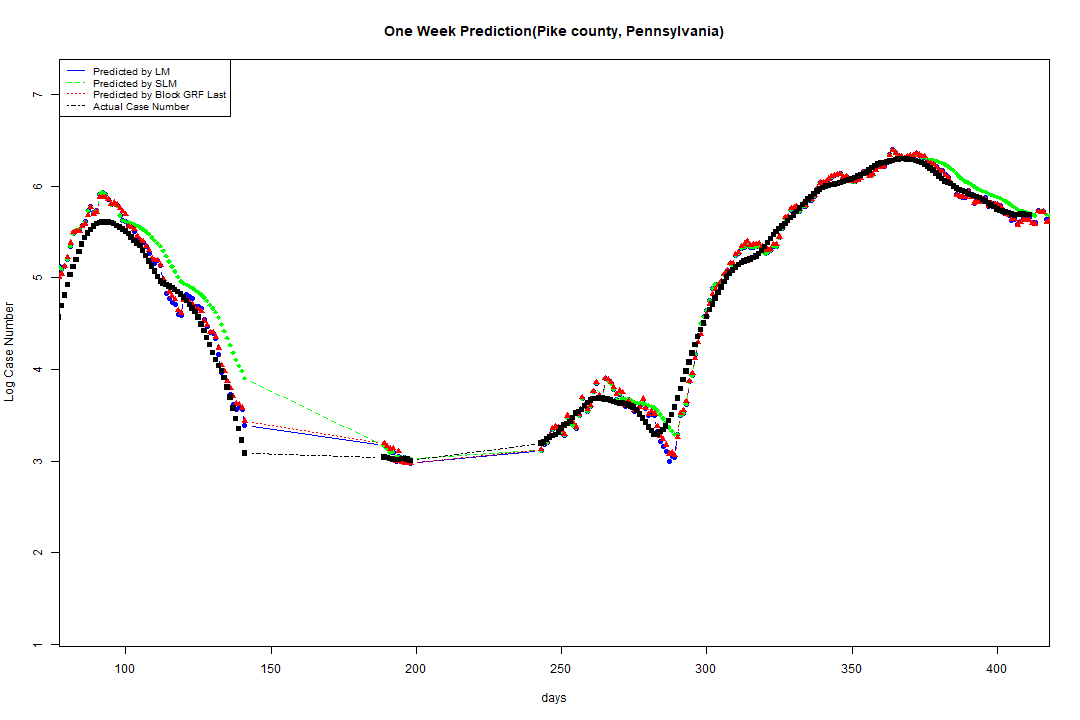 One Week Prediction(Pike county, Pennsylvania)
Predicted by LM
Predicted by SLM
Predicted by Block GRF Last
Actual Case Number
7
6
5
4
3
2
1
Log Case Number
100 150 200 250 300 350 400
days